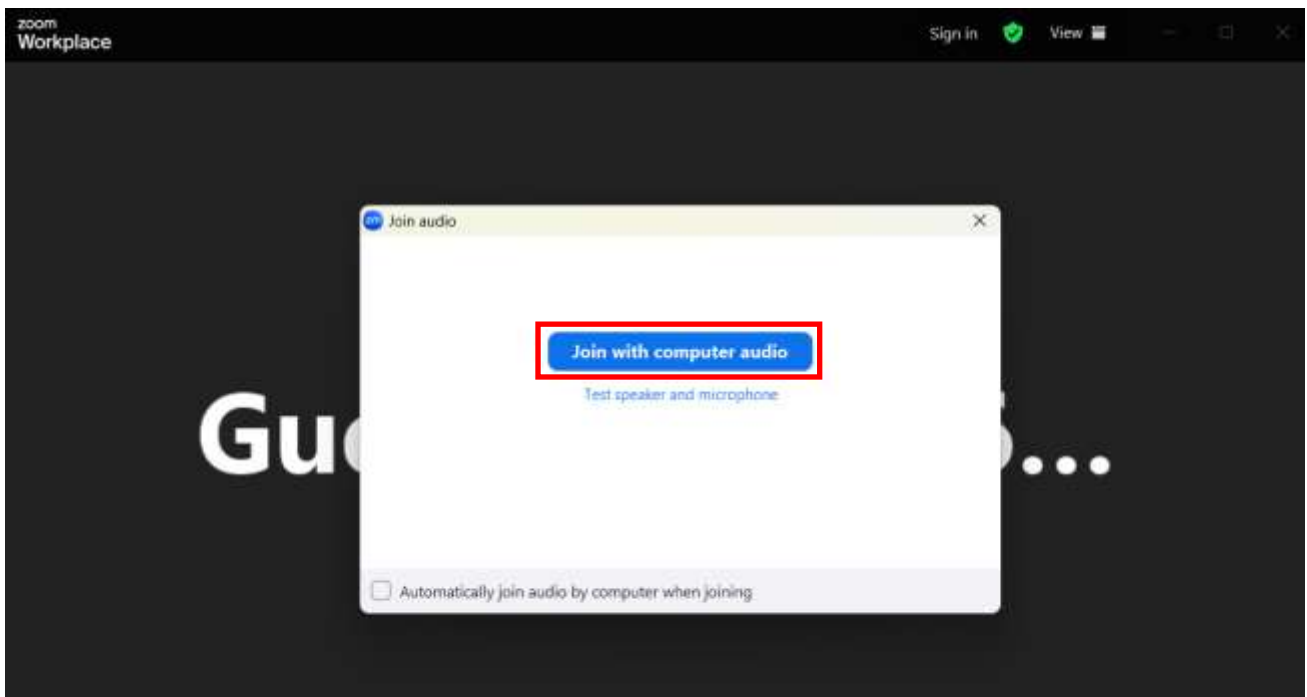 zoom
Workplace
Sign in
View
Join audio
Join with computer audio
Test speaker and microphone
Automatically join audio by computer when joining